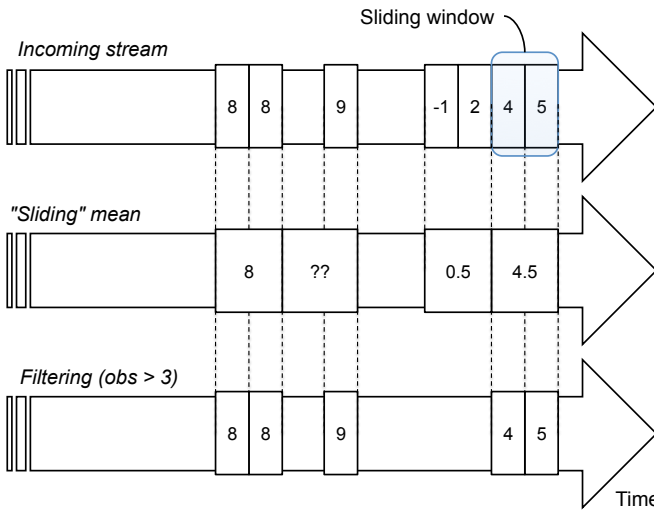 Sliding window
Incoming stream
8 8 9 -1 2 4 5
"Sliding" mean
8 ?? 0.5 4.5
Filtering (obs > 3)
8 8 9 4 5
Time